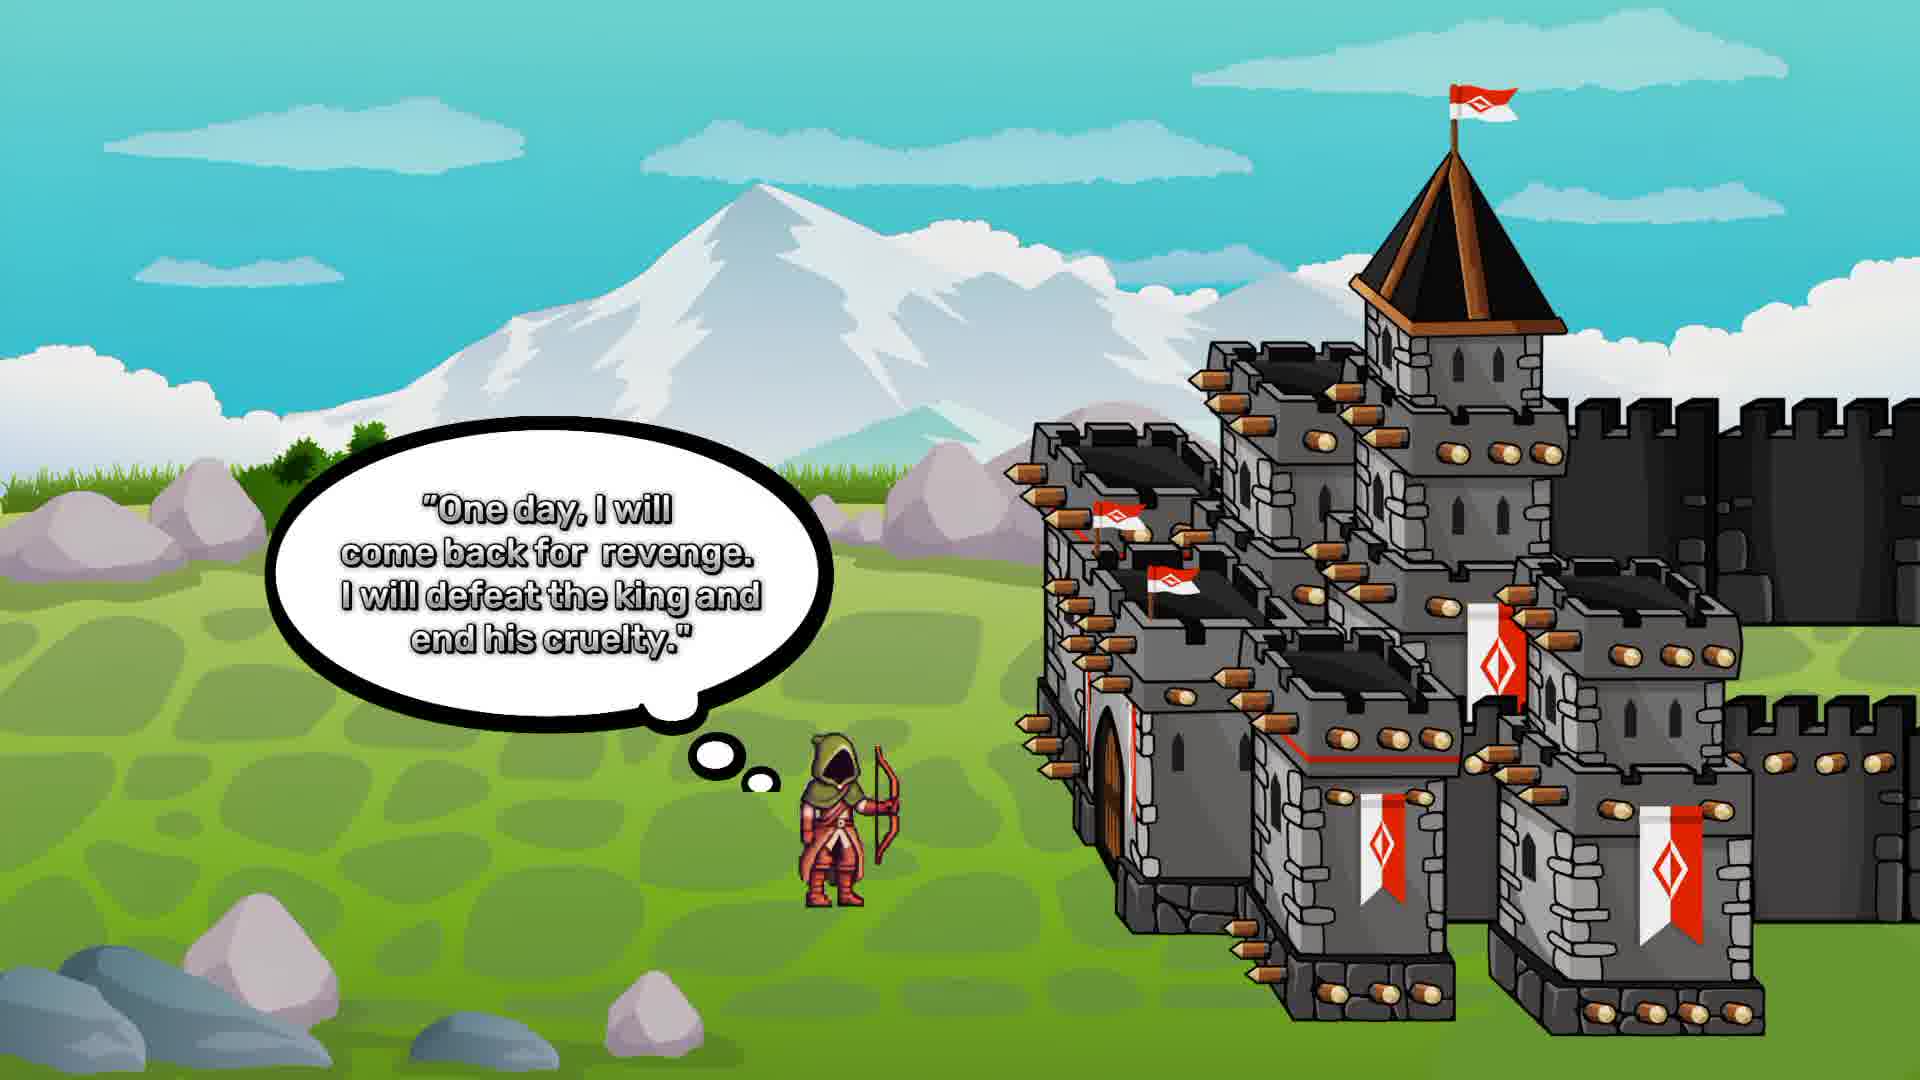 "One day, I will
come back for  revenge.
I will defeat the king and
end his cruelty."